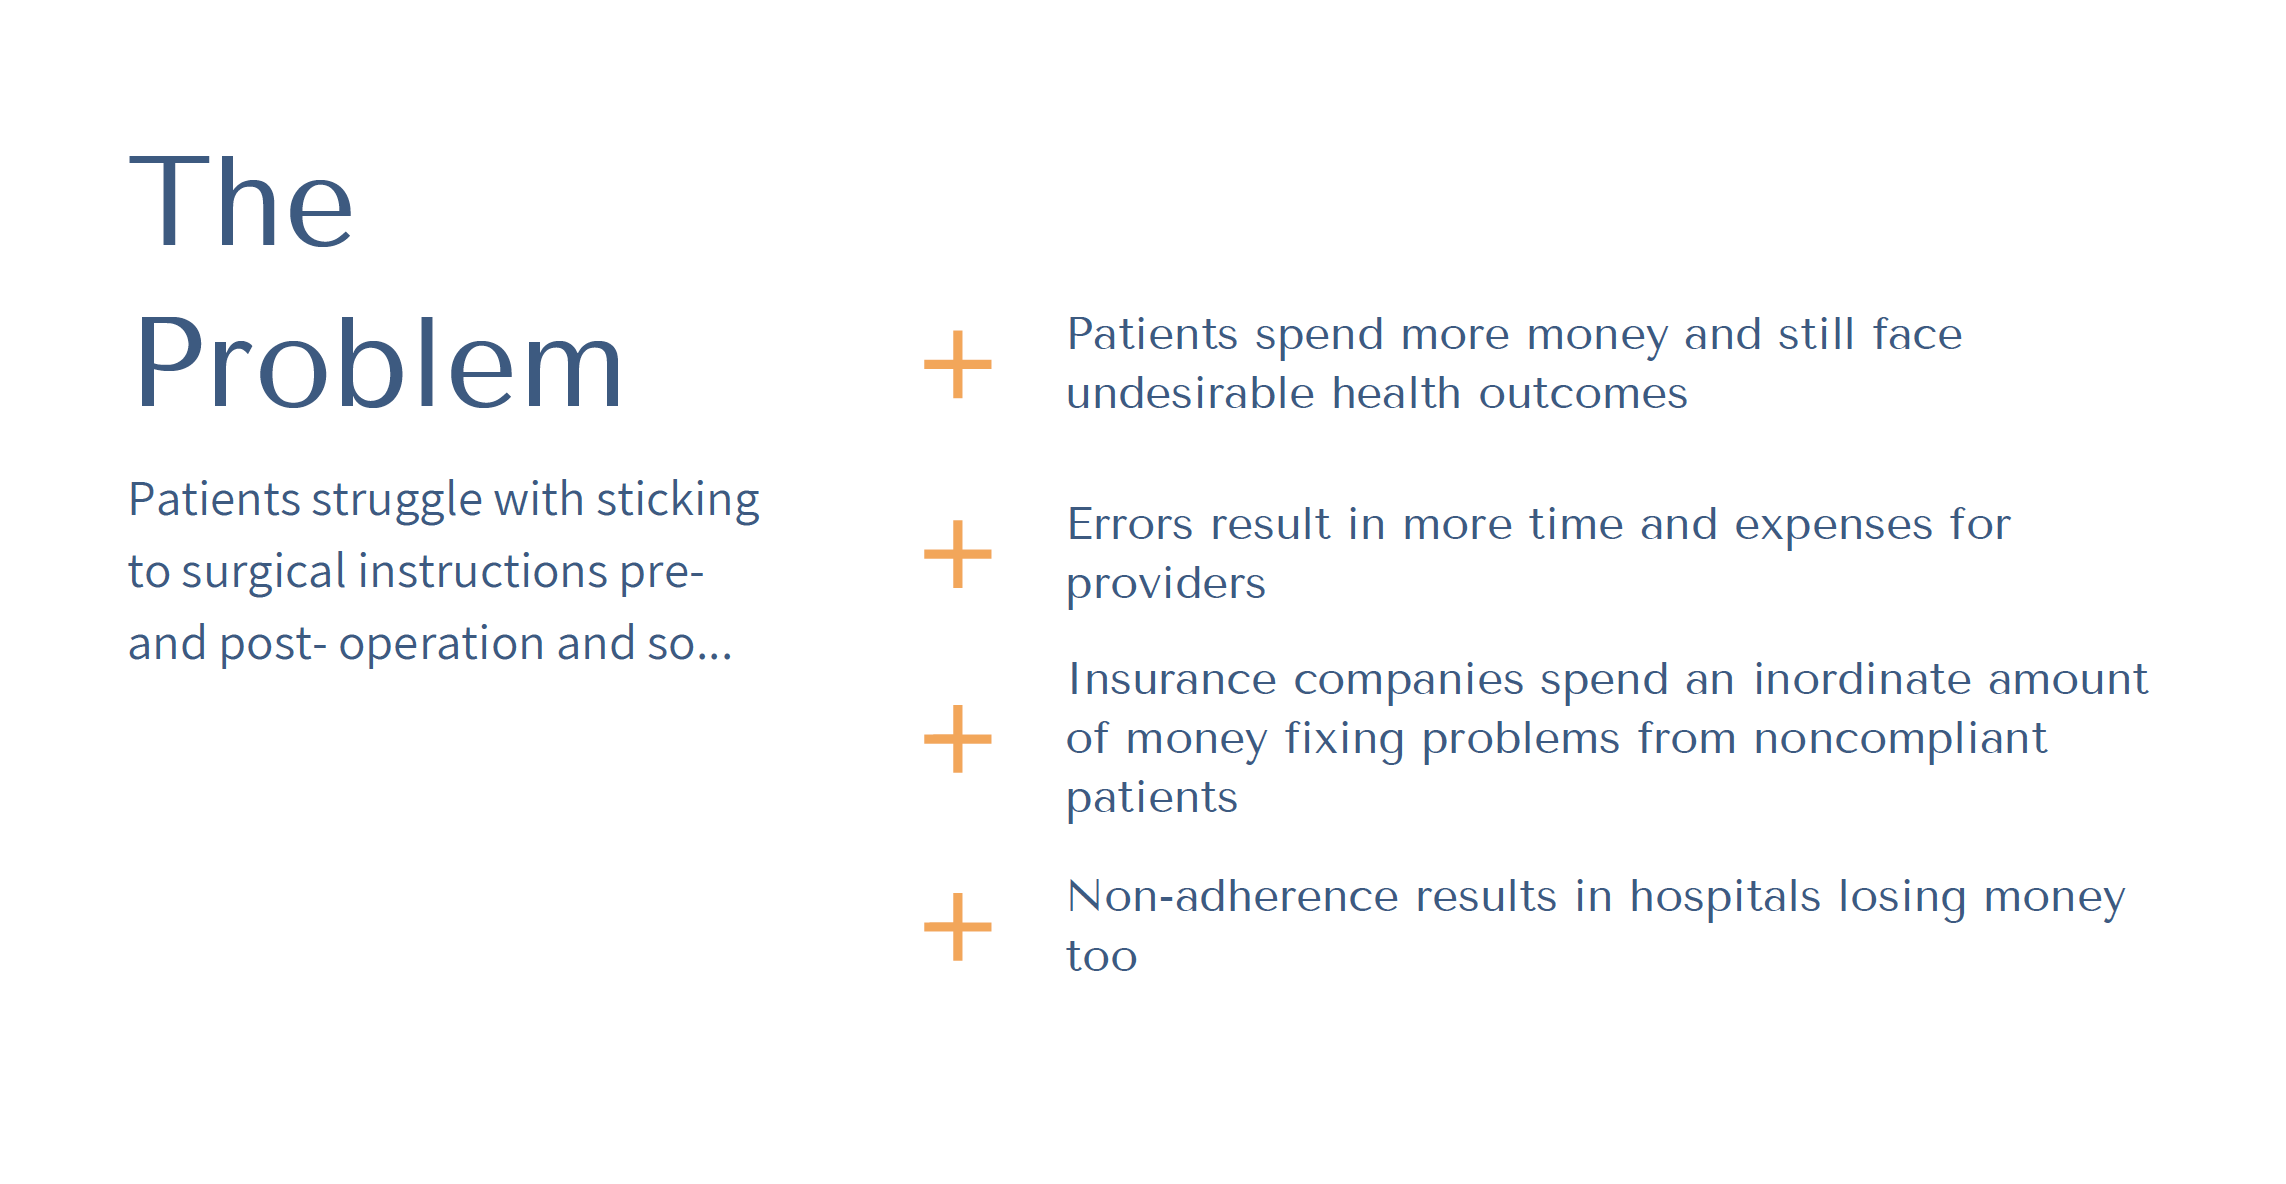 The
Problem
Patients struggle with sticking
to surgical instructions pre-
and post- operation and so...
Patients spend more money and still face
undesirable health outcomes
Errors result in more time and expenses for
providers
Insurance companies spend an inordinate amount
of money fixing problems from noncompliant
patients
Non-adherence results in hospitals losing money
too